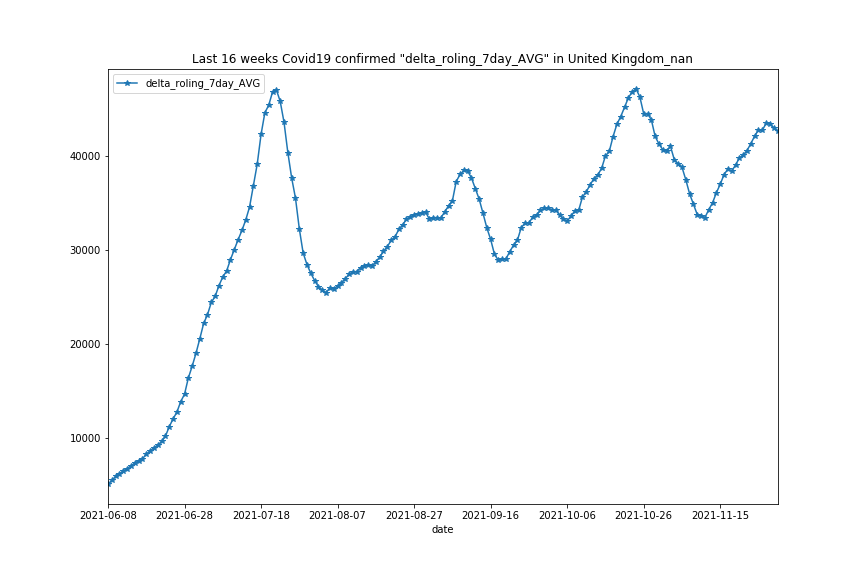 Last 16 weeks Covid19 confirmed "delta_roling_7day_AVG" in United Kingdom_nan
delta_roling_7day_AVG
40000
30000
20000
10000
2021-06-08 2021-06-28 2021-07-18 2021-08-07 2021-08-27 2021-09-16 2021-10-06 2021-10-26 2021-11-15
date